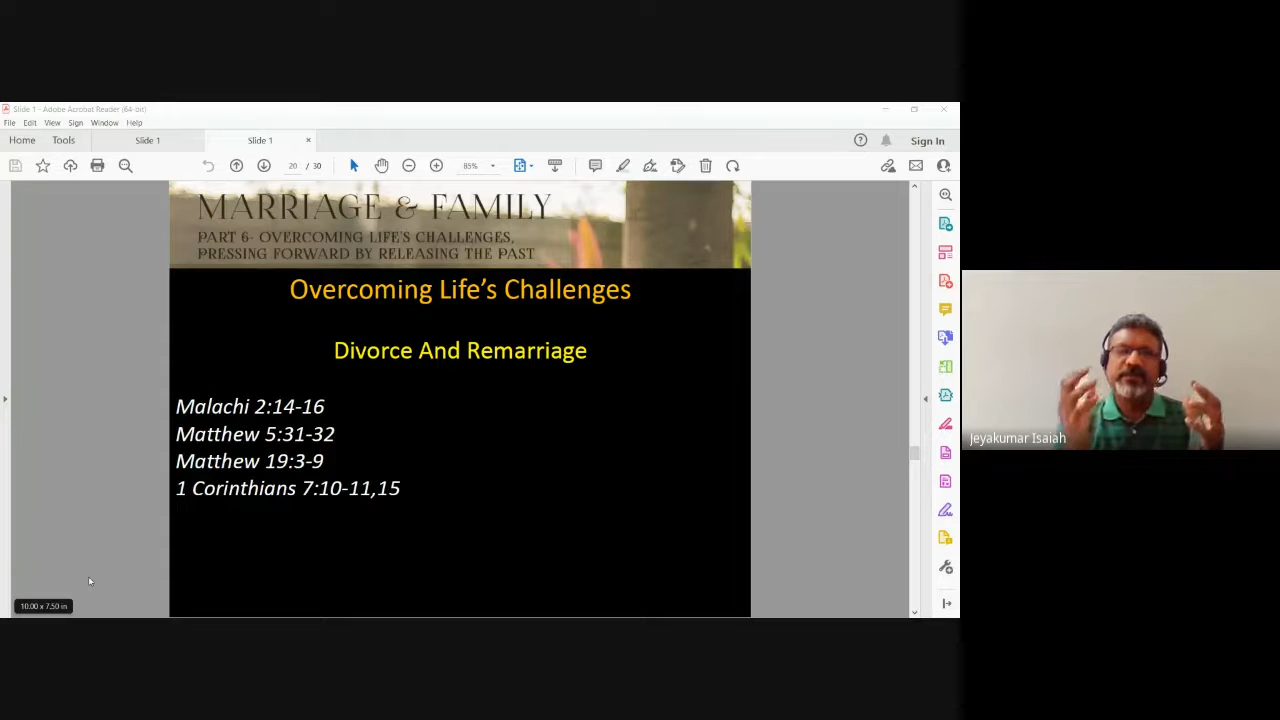 Slide 1 - Adobe Acrobat Reader (64-bit)
File Edit View Sign Window Help
Home Tools Slide 1 Slide 1 × Sign In
20 / 30 85%
MARRIAGE & FAMILY
PART 6- OVERCOMING LIFE'S CHALLENGES,
PRESSING FORWARD BY RELEASING THE PAST
Overcoming Life's Challenges
Divorce And Remarriage
Malachi 2:14-16
Matthew 5:31-32
Matthew 19:3-9
1 Corinthians 7:10-11,15
Jeyakumar Isaiah
10.00 x 7.50 in